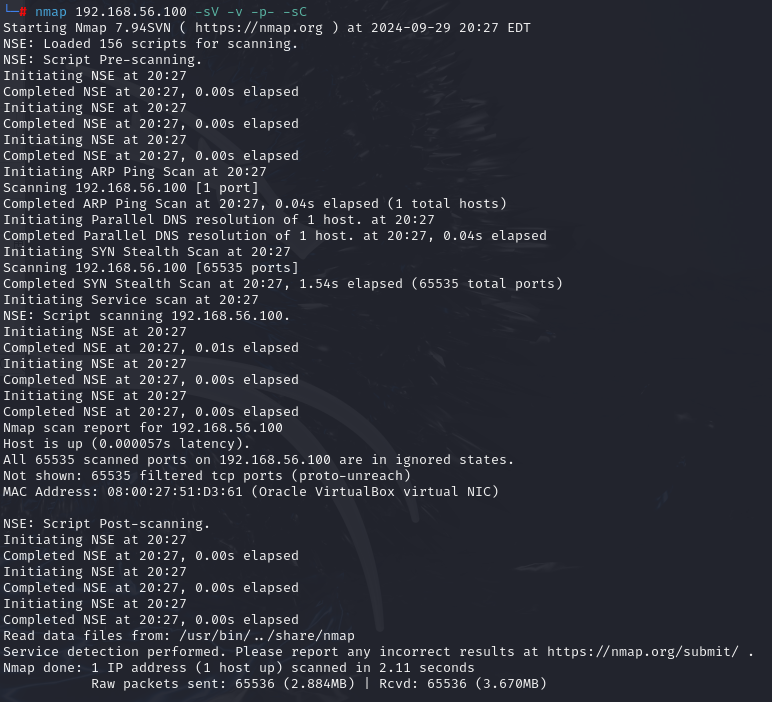 └─# nmap 192.168.56.100 -sV -v -p- -sC
Starting Nmap 7.94SVN ( https://nmap.org ) at 2024-09-29 20:27 EDT
NSE: Loaded 156 scripts for scanning.
NSE: Script Pre-scanning.
Initiating NSE at 20:27
Completed NSE at 20:27, 0.00s elapsed
Initiating NSE at 20:27
Completed NSE at 20:27, 0.00s elapsed
Initiating NSE at 20:27
Completed NSE at 20:27, 0.00s elapsed
Initiating ARP Ping Scan at 20:27
Scanning 192.168.56.100 [1 port]
Completed ARP Ping Scan at 20:27, 0.04s elapsed (1 total hosts)
Initiating Parallel DNS resolution of 1 host. at 20:27
Completed Parallel DNS resolution of 1 host. at 20:27, 0.04s elapsed
Initiating SYN Stealth Scan at 20:27
Scanning 192.168.56.100 [65535 ports]
Completed SYN Stealth Scan at 20:27, 1.54s elapsed (65535 total ports)
Initiating Service scan at 20:27
NSE: Script scanning 192.168.56.100.
Initiating NSE at 20:27
Completed NSE at 20:27, 0.01s elapsed
Initiating NSE at 20:27
Completed NSE at 20:27, 0.00s elapsed
Initiating NSE at 20:27
Completed NSE at 20:27, 0.00s elapsed
Nmap scan report for 192.168.56.100
Host is up (0.000057s latency).
All 65535 scanned ports on 192.168.56.100 are in ignored states.
Not shown: 65535 filtered tcp ports (proto-unreach)
MAC Address: 08:00:27:51:D3:61 (Oracle VirtualBox virtual NIC)

NSE: Script Post-scanning.
Initiating NSE at 20:27
Completed NSE at 20:27, 0.00s elapsed
Initiating NSE at 20:27
Completed NSE at 20:27, 0.00s elapsed
Initiating NSE at 20:27
Completed NSE at 20:27, 0.00s elapsed
Read data files from: /usr/bin/../share/nmap
Service detection performed. Please report any incorrect results at https://nmap.org/submit/ .
Nmap done: 1 IP address (1 host up) scanned in 2.11 seconds
Raw packets sent: 65536 (2.884MB) | Rcvd: 65536 (3.670MB)